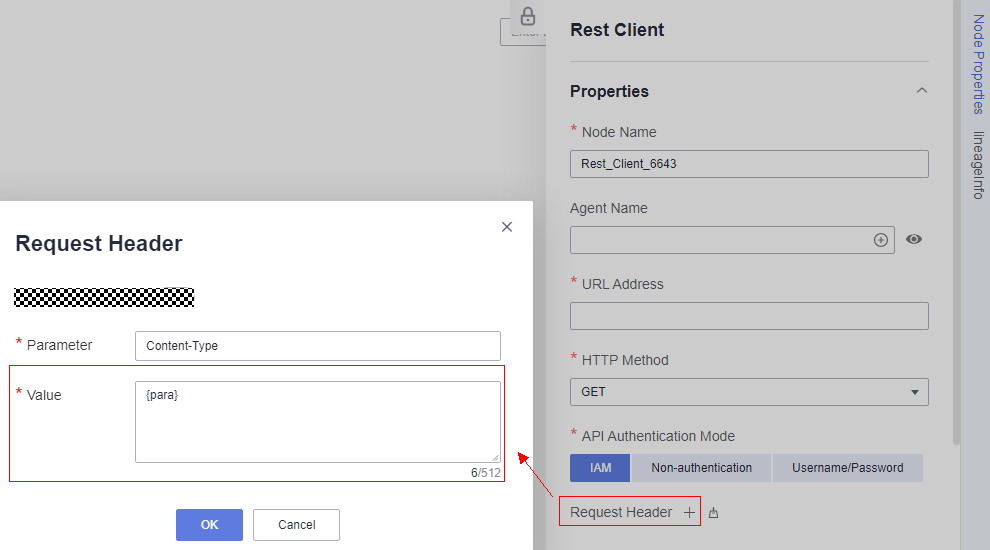 Rest Client
Properties
* Node Name
Rest_Client_6643
Agent Name
* URL Address
* HTTP Method
GET
* API Authentication Mode
IAM Non-authentication Username/Password
Request Header +
Node Properties
lineageInfo
Request Header
* Parameter Content-Type
* Value {para}
6/512
OK Cancel